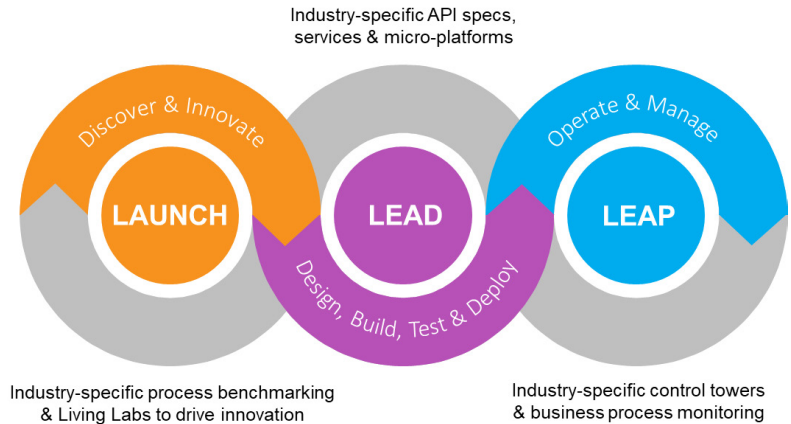 Industry-specific API specs,
services & micro-platforms
Discover & Innovate
Operate & Manage
LAUNCH
LEAD
LEAP
Design, Build, Test & Deploy
Industry-specific process benchmarking
& Living Labs to drive innovation
Industry-specific control towers
& business process monitoring